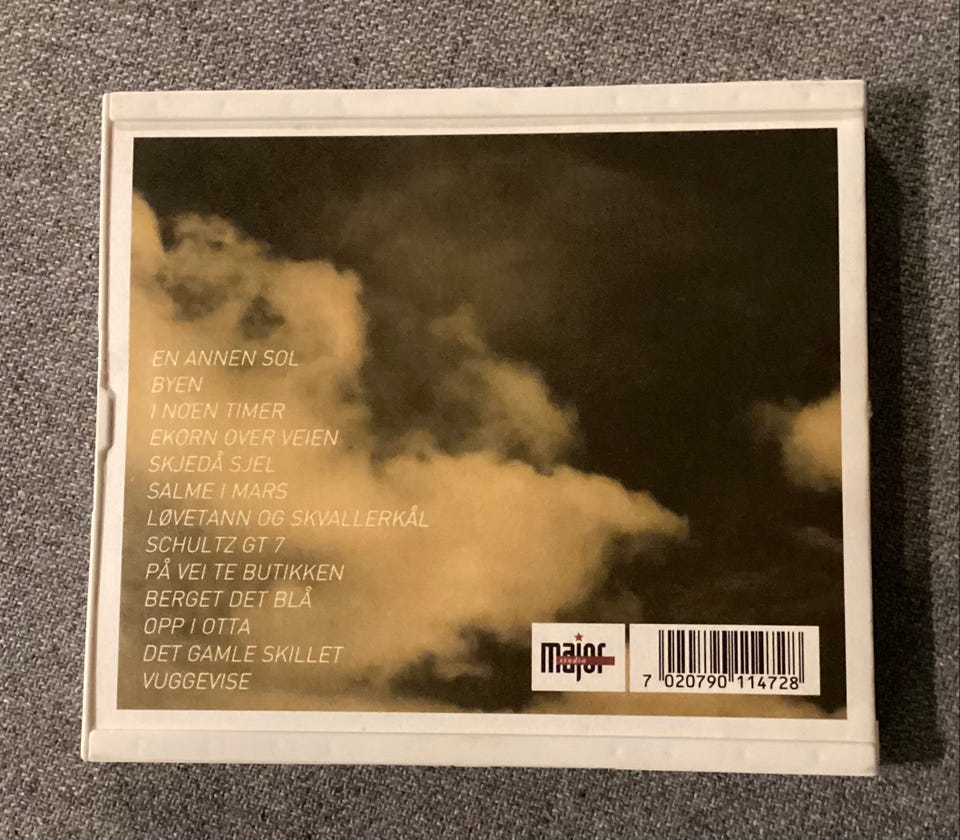 EN ANNEN SOL
BYEN
I NOEN TIMER
EKORN OVER VEIEN
SKJEDÅ SJEL
SALME I MARS
LØVETANN OG SKVALLERKÅL
SCHULTZ GT 7
PÅ VEI TE BUTIKKEN
BERGET DET BLÅ
OPP I OTTA
DET GAMLE SKILLET
VUGGEVISE
major
studio
7 020790 114728